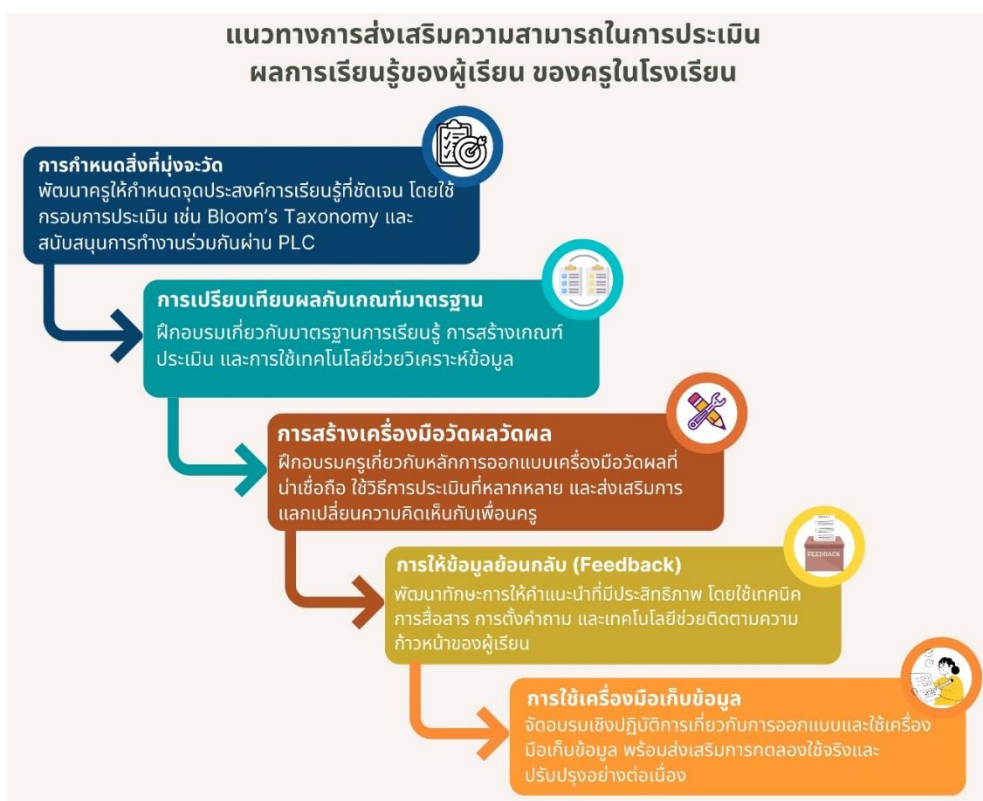 แนวทางการส่งเสริมความสามารถในการประเมิน
ผลการเรียนรู้ของผู้เรียน ของครูในโรงเรียน
การกำหนดสิ่งที่มุ่งจะวัด
พัฒนาครูให้กำหนดจุดประสงค์การเรียนรู้ที่ชัดเจน โดยใช้
กรอบการประเมิน เช่น Bloom's Taxonomy และ
สนับสนุนการทำงานร่วมกันผ่าน PLC
การเปรียบเทียบผลกับเกณฑ์มาตรฐาน
ฝึกอบรมเกี่ยวกับมาตรฐานการเรียนรู้ การสร้างเกณฑ์
ประเมิน และการใช้เทคโนโลยีช่วยวิเคราะห์ข้อมูล
การสร้างเครื่องมือวัดผลวัดผล
ฝึกอบรมครูเกี่ยวกับหลักการออกแบบเครื่องมือวัดผลที่
น่าเชื่อถือ ใช้วิธีการประเมินที่หลากหลาย และส่งเสริมการ
แลกเปลี่ยนความคิดเห็นกับเพื่อนครู
FEEDBACK
การให้ข้อมูลย้อนกลับ (Feedback)
พัฒนาทักษะการให้คำแนะนำที่มีประสิทธิภาพ โดยใช้เทคนิค
การสื่อสาร การตั้งคำถาม และเทคโนโลยีช่วยติดตามความ
ก้าวหน้าของผู้เรียน
การใช้เครื่องมือเก็บข้อมูล
จัดอบรมเชิงปฏิบัติการเกี่ยวกับการออกแบบและใช้เครื่อง
มือเก็บข้อมูล พร้อมส่งเสริมการทดลองใช้จริงและ
ปรับปรุงอย่างต่อเนื่อง